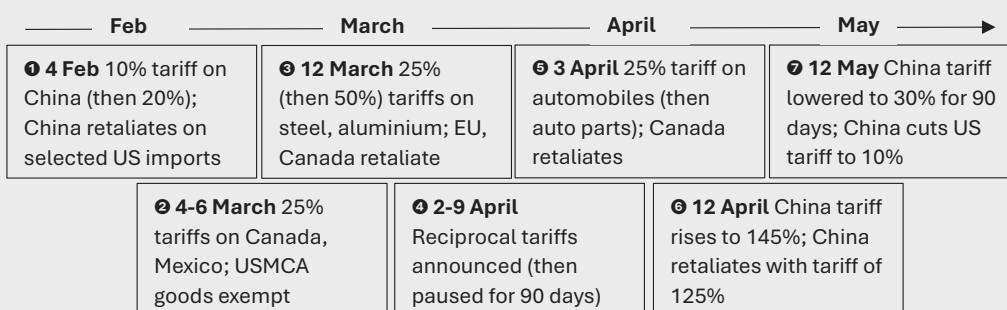 Feb March April May
❶ 4 Feb 10% tariff on
China (then 20%);
China retaliates on
selected US imports
❷ 4-6 March 25%
tariffs on Canada,
Mexico; USMCA
goods exempt
❸ 12 March 25%
(then 50%) tariffs on
steel, aluminium; EU,
Canada retaliate
❹ 2-9 April
Reciprocal tariffs
announced (then
paused for 90 days)
❺ 3 April 25% tariff on
automobiles (then
auto parts); Canada
retaliates
❻ 12 April China tariff
rises to 145%; China
retaliates with tariff of
125%
❼ 12 May China tariff
lowered to 30% for 90
days; China cuts US
tariff to 10%